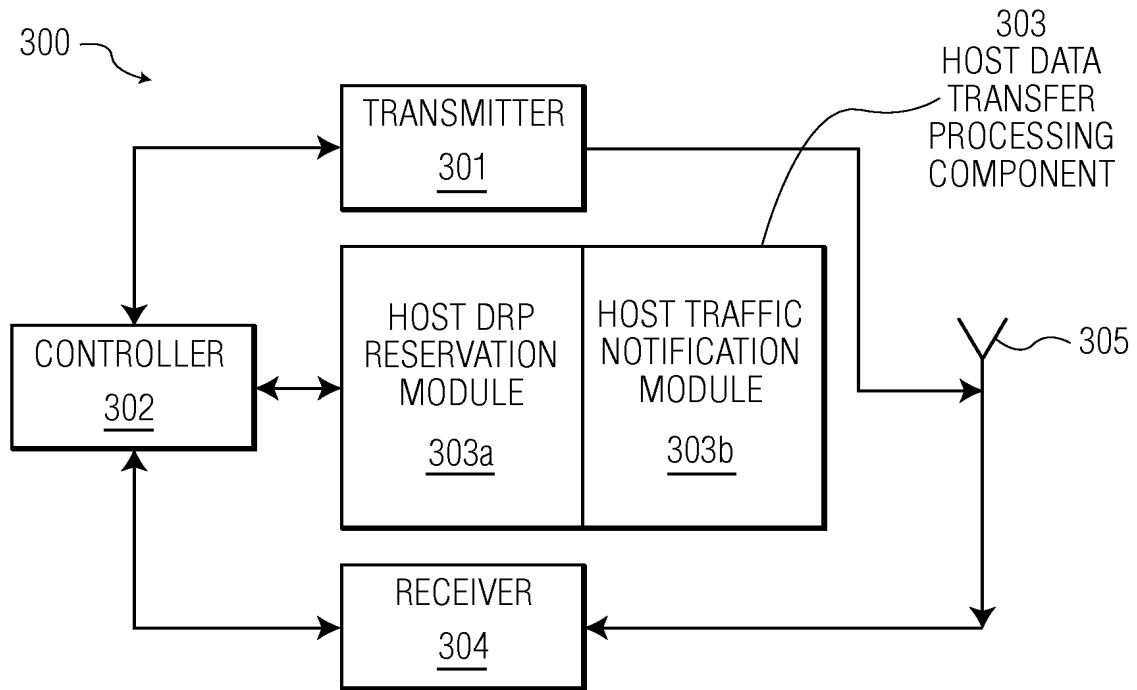 300
303
HOST DATA
TRANSFER
PROCESSING
COMPONENT
TRANSMITTER
301
CONTROLLER
302
HOST DRP
RESERVATION
MODULE
303a
HOST TRAFFIC
NOTIFICATION
MODULE
303b
305
RECEIVER
304